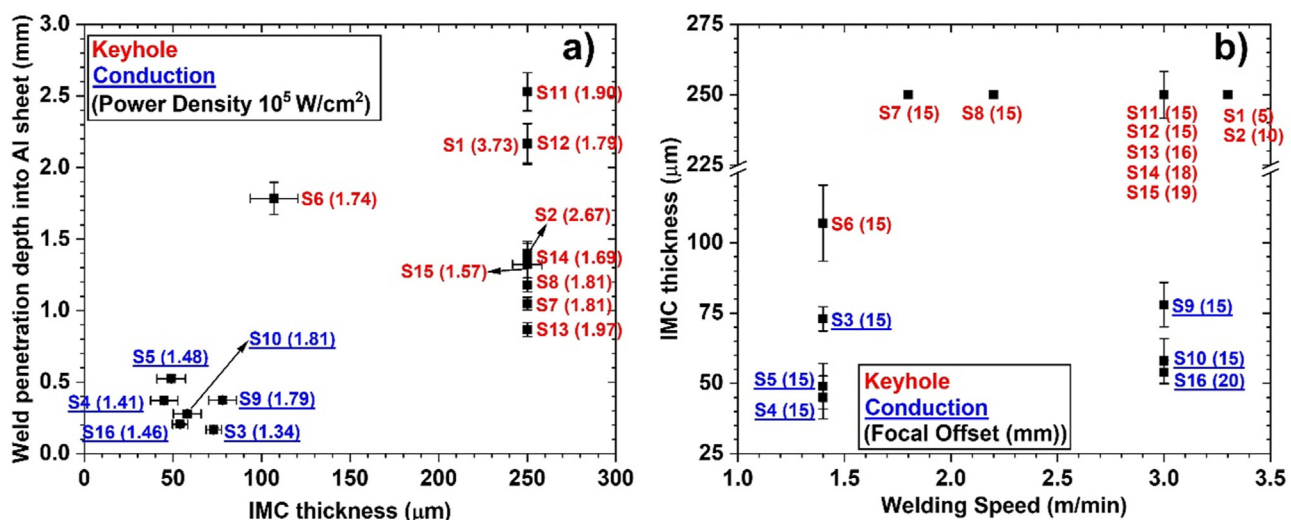 a)
Weld penetration depth into Al sheet (mm)
3.0
2.5
2.0
1.5
1.0
0.5
0.0
Keyhole
Conduction
(Power Density 10⁵ W/cm²)
S11 (1.90)
S1 (3.73)
S12 (1.79)
S6 (1.74)
S2 (2.67)
S14 (1.69)
S15 (1.57)
S8 (1.81)
S7 (1.81)
S13 (1.97)
S10 (1.81)
S5 (1.48)
S4 (1.41)
S9 (1.79)
S16 (1.46)
S3 (1.34)
0 50 100 150 200 250 300
IMC thickness (μm)
b)
IMC thickness (μm)
275
250
225
100
75
50
25
S7 (15)
S8 (15)
S11 (15)
S12 (15)
S13 (16)
S14 (18)
S15 (19)
S1 (5)
S2 (10)
S6 (15)
S3 (15)
S9 (15)
S5 (15)
S10 (15)
S4 (15)
S16 (20)
Keyhole
Conduction
(Focal Offset (mm))
1.0 1.5 2.0 2.5 3.0 3.5
Welding Speed (m/min)